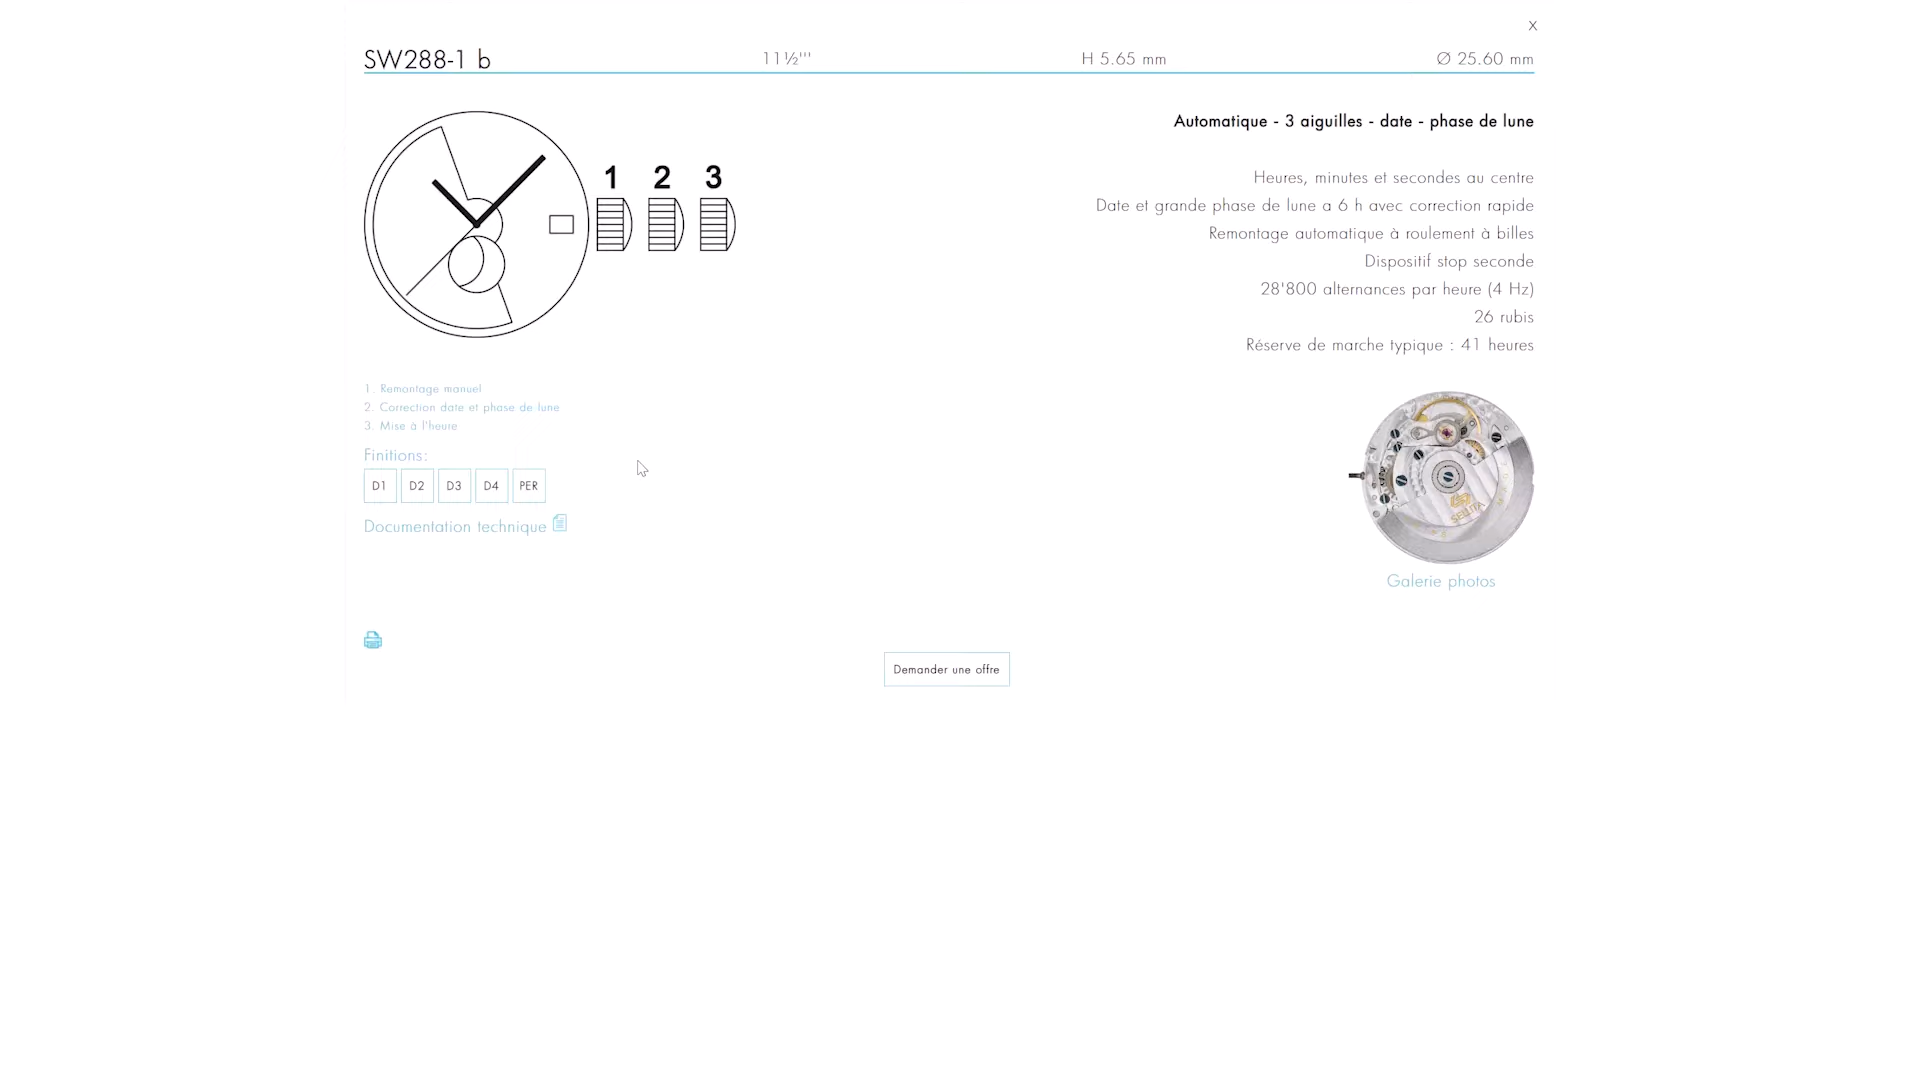 X
SW288-1 b
11½'''
H 5.65 mm
Ø 25.60 mm
Automatique - 3 aiguilles - date - phase de lune
1 2 3
Heures, minutes et secondes au centre
Date et grande phase de lune a 6 h avec correction rapide
Remontage automatique à roulement à billes
Dispositif stop seconde
28'800 alternances par heure (4 Hz)
26 rubis
Réserve de marche typique : 41 heures
1. Remontage manuel
2. Correction date et phase de lune
3. Mise à l'heure
Finitions:
D1 D2 D3 D4 PER
Documentation technique
SELLITA
Galerie photos
Demander une offre